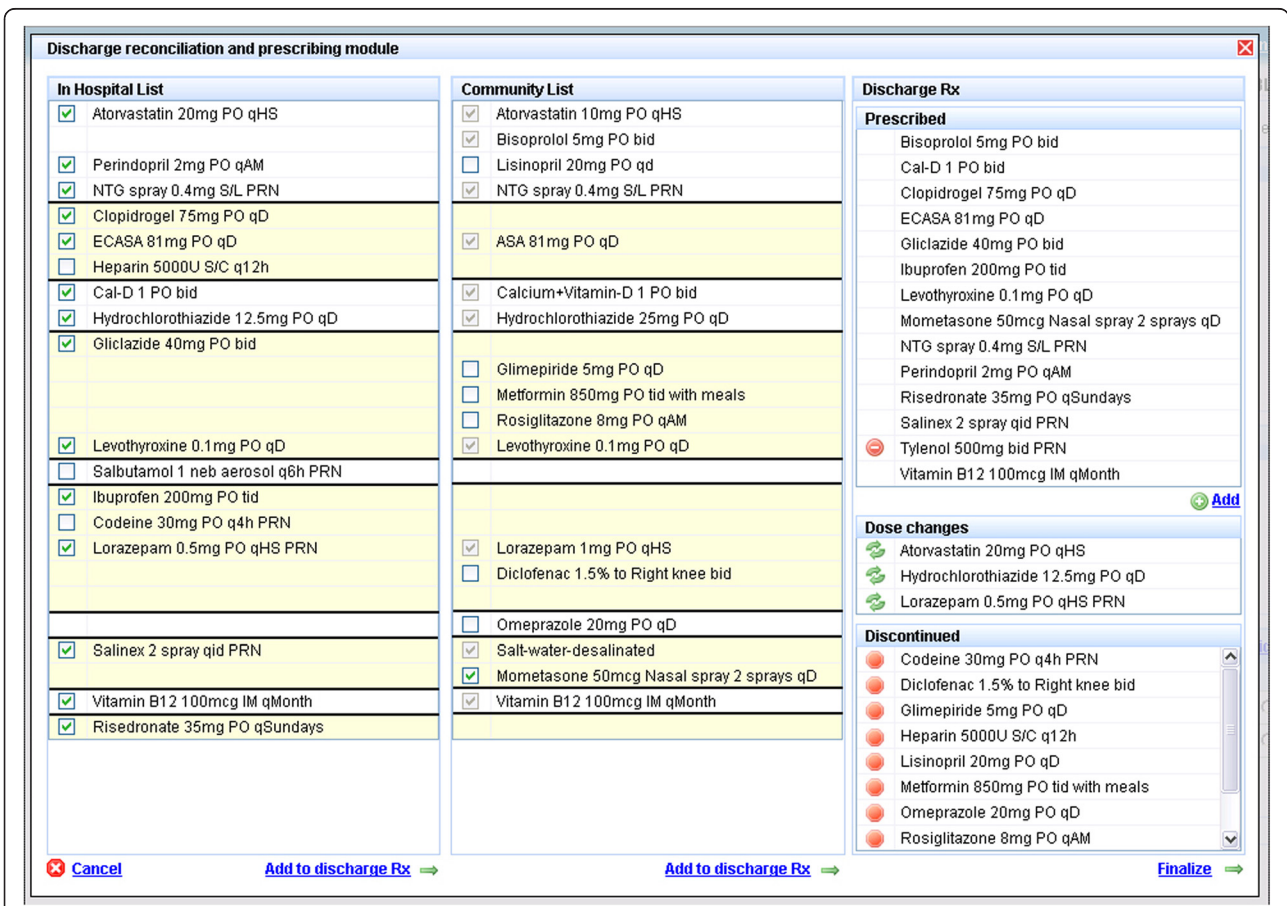 Discharge reconciliation and prescribing module
In Hospital List
Atorvastatin 20mg PO qHS
Perindopril 2mg PO qAM
NTG spray 0.4mg S/L PRN
Clopidrogel 75mg PO qD
ECASA 81mg PO qD
Heparin 5000U S/C q12h
Cal-D 1 PO bid
Hydrochlorothiazide 12.5mg PO qD
Gliclazide 40mg PO bid
Levothyroxine 0.1mg PO qD
Salbutamol 1 neb aerosol q6h PRN
Ibuprofen 200mg PO tid
Codeine 30mg PO q4h PRN
Lorazepam 0.5mg PO qHS PRN
Salinex 2 spray qid PRN
Vitamin B12 100mcg IM qMonth
Risedronate 35mg PO qSundays
Cancel
Add to discharge Rx
Community List
Atorvastatin 10mg PO qHS
Bisoprolol 5mg PO bid
Lisinopril 20mg PO qd
NTG spray 0.4mg S/L PRN
ASA 81mg PO qD
Calcium+Vitamin-D 1 PO bid
Hydrochlorothiazide 25mg PO qD
Glimepiride 5mg PO qD
Metformin 850mg PO tid with meals
Rosiglitazone 8mg PO qAM
Levothyroxine 0.1mg PO qD
Lorazepam 1mg PO qHS
Diclofenac 1.5% to Right knee bid
Omeprazole 20mg PO qD
Salt-water-desalinated
Mometasone 50mcg Nasal spray 2 sprays qD
Vitamin B12 100mcg IM qMonth
Add to discharge Rx
Discharge Rx
Prescribed
Bisoprolol 5mg PO bid
Cal-D 1 PO bid
Clopidrogel 75mg PO qD
ECASA 81mg PO qD
Gliclazide 40mg PO bid
Ibuprofen 200mg PO tid
Levothyroxine 0.1mg PO qD
Mometasone 50mcg Nasal spray 2 sprays qD
NTG spray 0.4mg S/L PRN
Perindopril 2mg PO qAM
Risedronate 35mg PO qSundays
Salinex 2 spray qid PRN
Tylenol 500mg bid PRN
Vitamin B12 100mcg IM qMonth
Add
Dose changes
Atorvastatin 20mg PO qHS
Hydrochlorothiazide 12.5mg PO qD
Lorazepam 0.5mg PO qHS PRN
Discontinued
Codeine 30mg PO q4h PRN
Diclofenac 1.5% to Right knee bid
Glimepiride 5mg PO qD
Heparin 5000U S/C q12h
Lisinopril 20mg PO qD
Metformin 850mg PO tid with meals
Omeprazole 20mg PO qD
Rosiglitazone 8mg PO qAM
Finalize